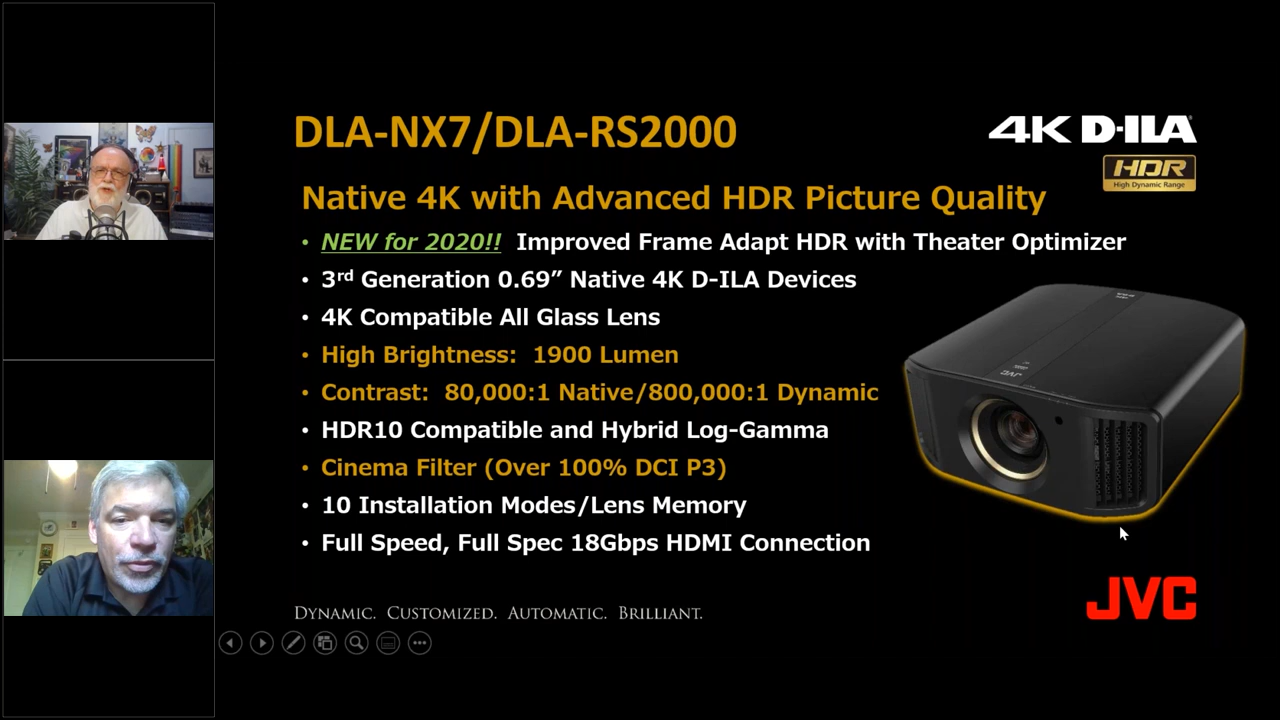 DLA-NX7/DLA-RS2000
4K D-ILA
HDR
High Dynamic Range
Native 4K with Advanced HDR Picture Quality
• NEW for 2020!! Improved Frame Adapt HDR with Theater Optimizer
• 3rd Generation 0.69” Native 4K D-ILA Devices
• 4K Compatible All Glass Lens
• High Brightness: 1900 Lumen
• Contrast: 80,000:1 Native/800,000:1 Dynamic
• HDR10 Compatible and Hybrid Log-Gamma
• Cinema Filter (Over 100% DCI P3)
• 10 Installation Modes/Lens Memory
• Full Speed, Full Spec 18Gbps HDMI Connection
JVC
JVC
DYNAMIC. CUSTOMIZED. AUTOMATIC. BRILLIANT.